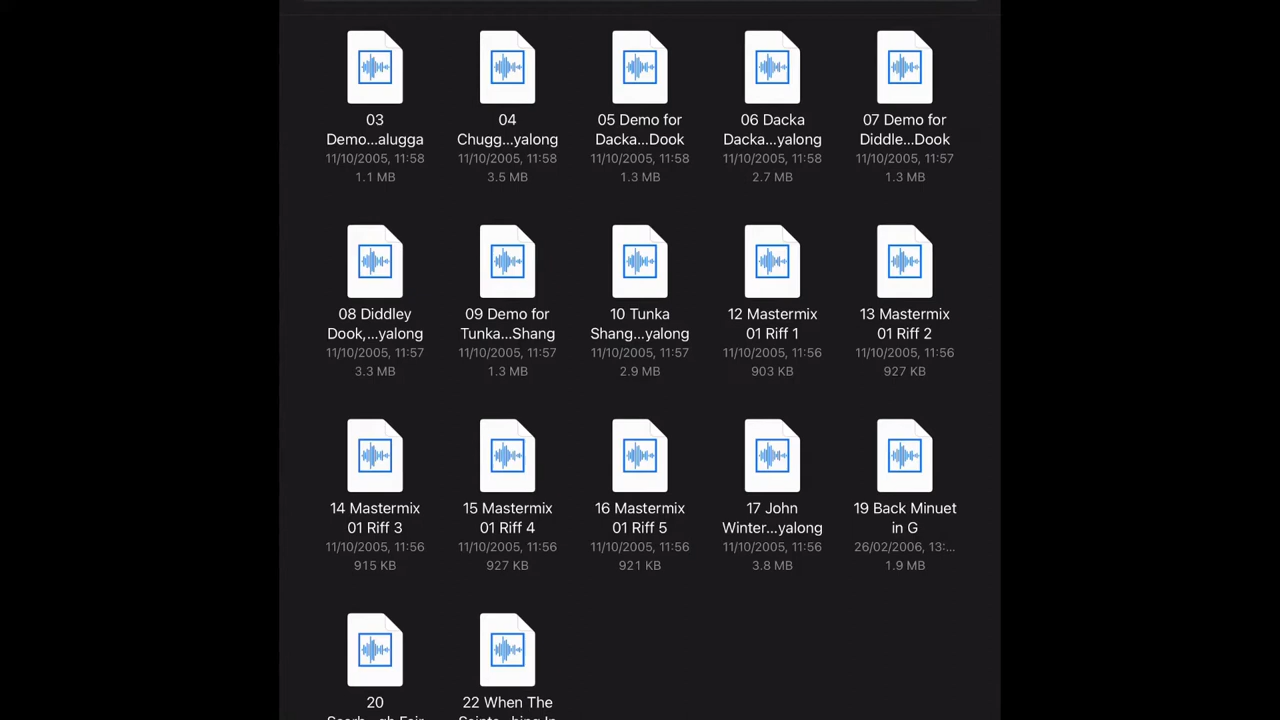 03
Demo...alugga
11/10/2005, 11:58
1.1 MB
04
Chugg...yalong
11/10/2005, 11:58
3.5 MB
05 Demo for
Dacka...Dook
11/10/2005, 11:58
1.3 MB
06 Dacka
Dacka...yalong
11/10/2005, 11:58
2.7 MB
07 Demo for
Diddle...Dook
11/10/2005, 11:57
1.3 MB
08 Diddley
Dook,...yalong
11/10/2005, 11:57
3.3 MB
09 Demo for
Tunka...Shang
11/10/2005, 11:57
1.3 MB
10 Tunka
Shang...yalong
11/10/2005, 11:57
2.9 MB
12 Mastermix
01 Riff 1
11/10/2005, 11:56
903 KB
13 Mastermix
01 Riff 2
11/10/2005, 11:56
927 KB
14 Mastermix
01 Riff 3
11/10/2005, 11:56
915 KB
15 Mastermix
01 Riff 4
11/10/2005, 11:56
927 KB
16 Mastermix
01 Riff 5
11/10/2005, 11:56
921 KB
17 John
Winter...yalong
11/10/2005, 11:56
3.8 MB
19 Back Minuet
in G
26/02/2006, 13:...
1.9 MB
20
22 When The